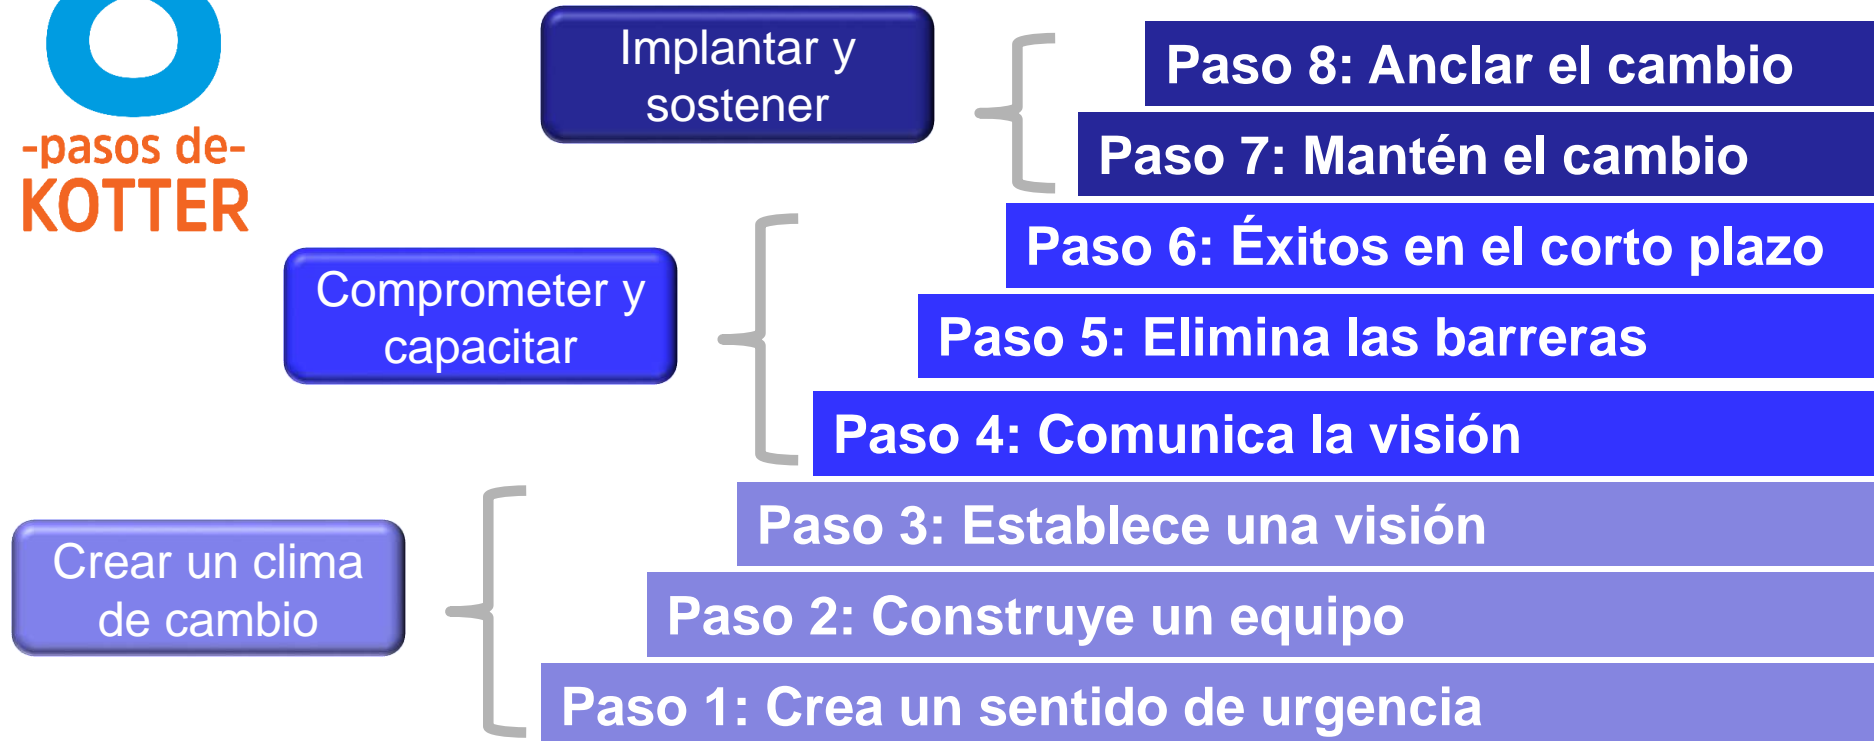 -pasos de-
KOTTER
Implantar y
sostener
Paso 8: Anclar el cambio
Paso 7: Mantén el cambio
Comprometer y
capacitar
Paso 6: Éxitos en el corto plazo
Paso 5: Elimina las barreras
Paso 4: Comunica la visión
Crear un clima
de cambio
Paso 3: Establece una visión
Paso 2: Construye un equipo
Paso 1: Crea un sentido de urgencia